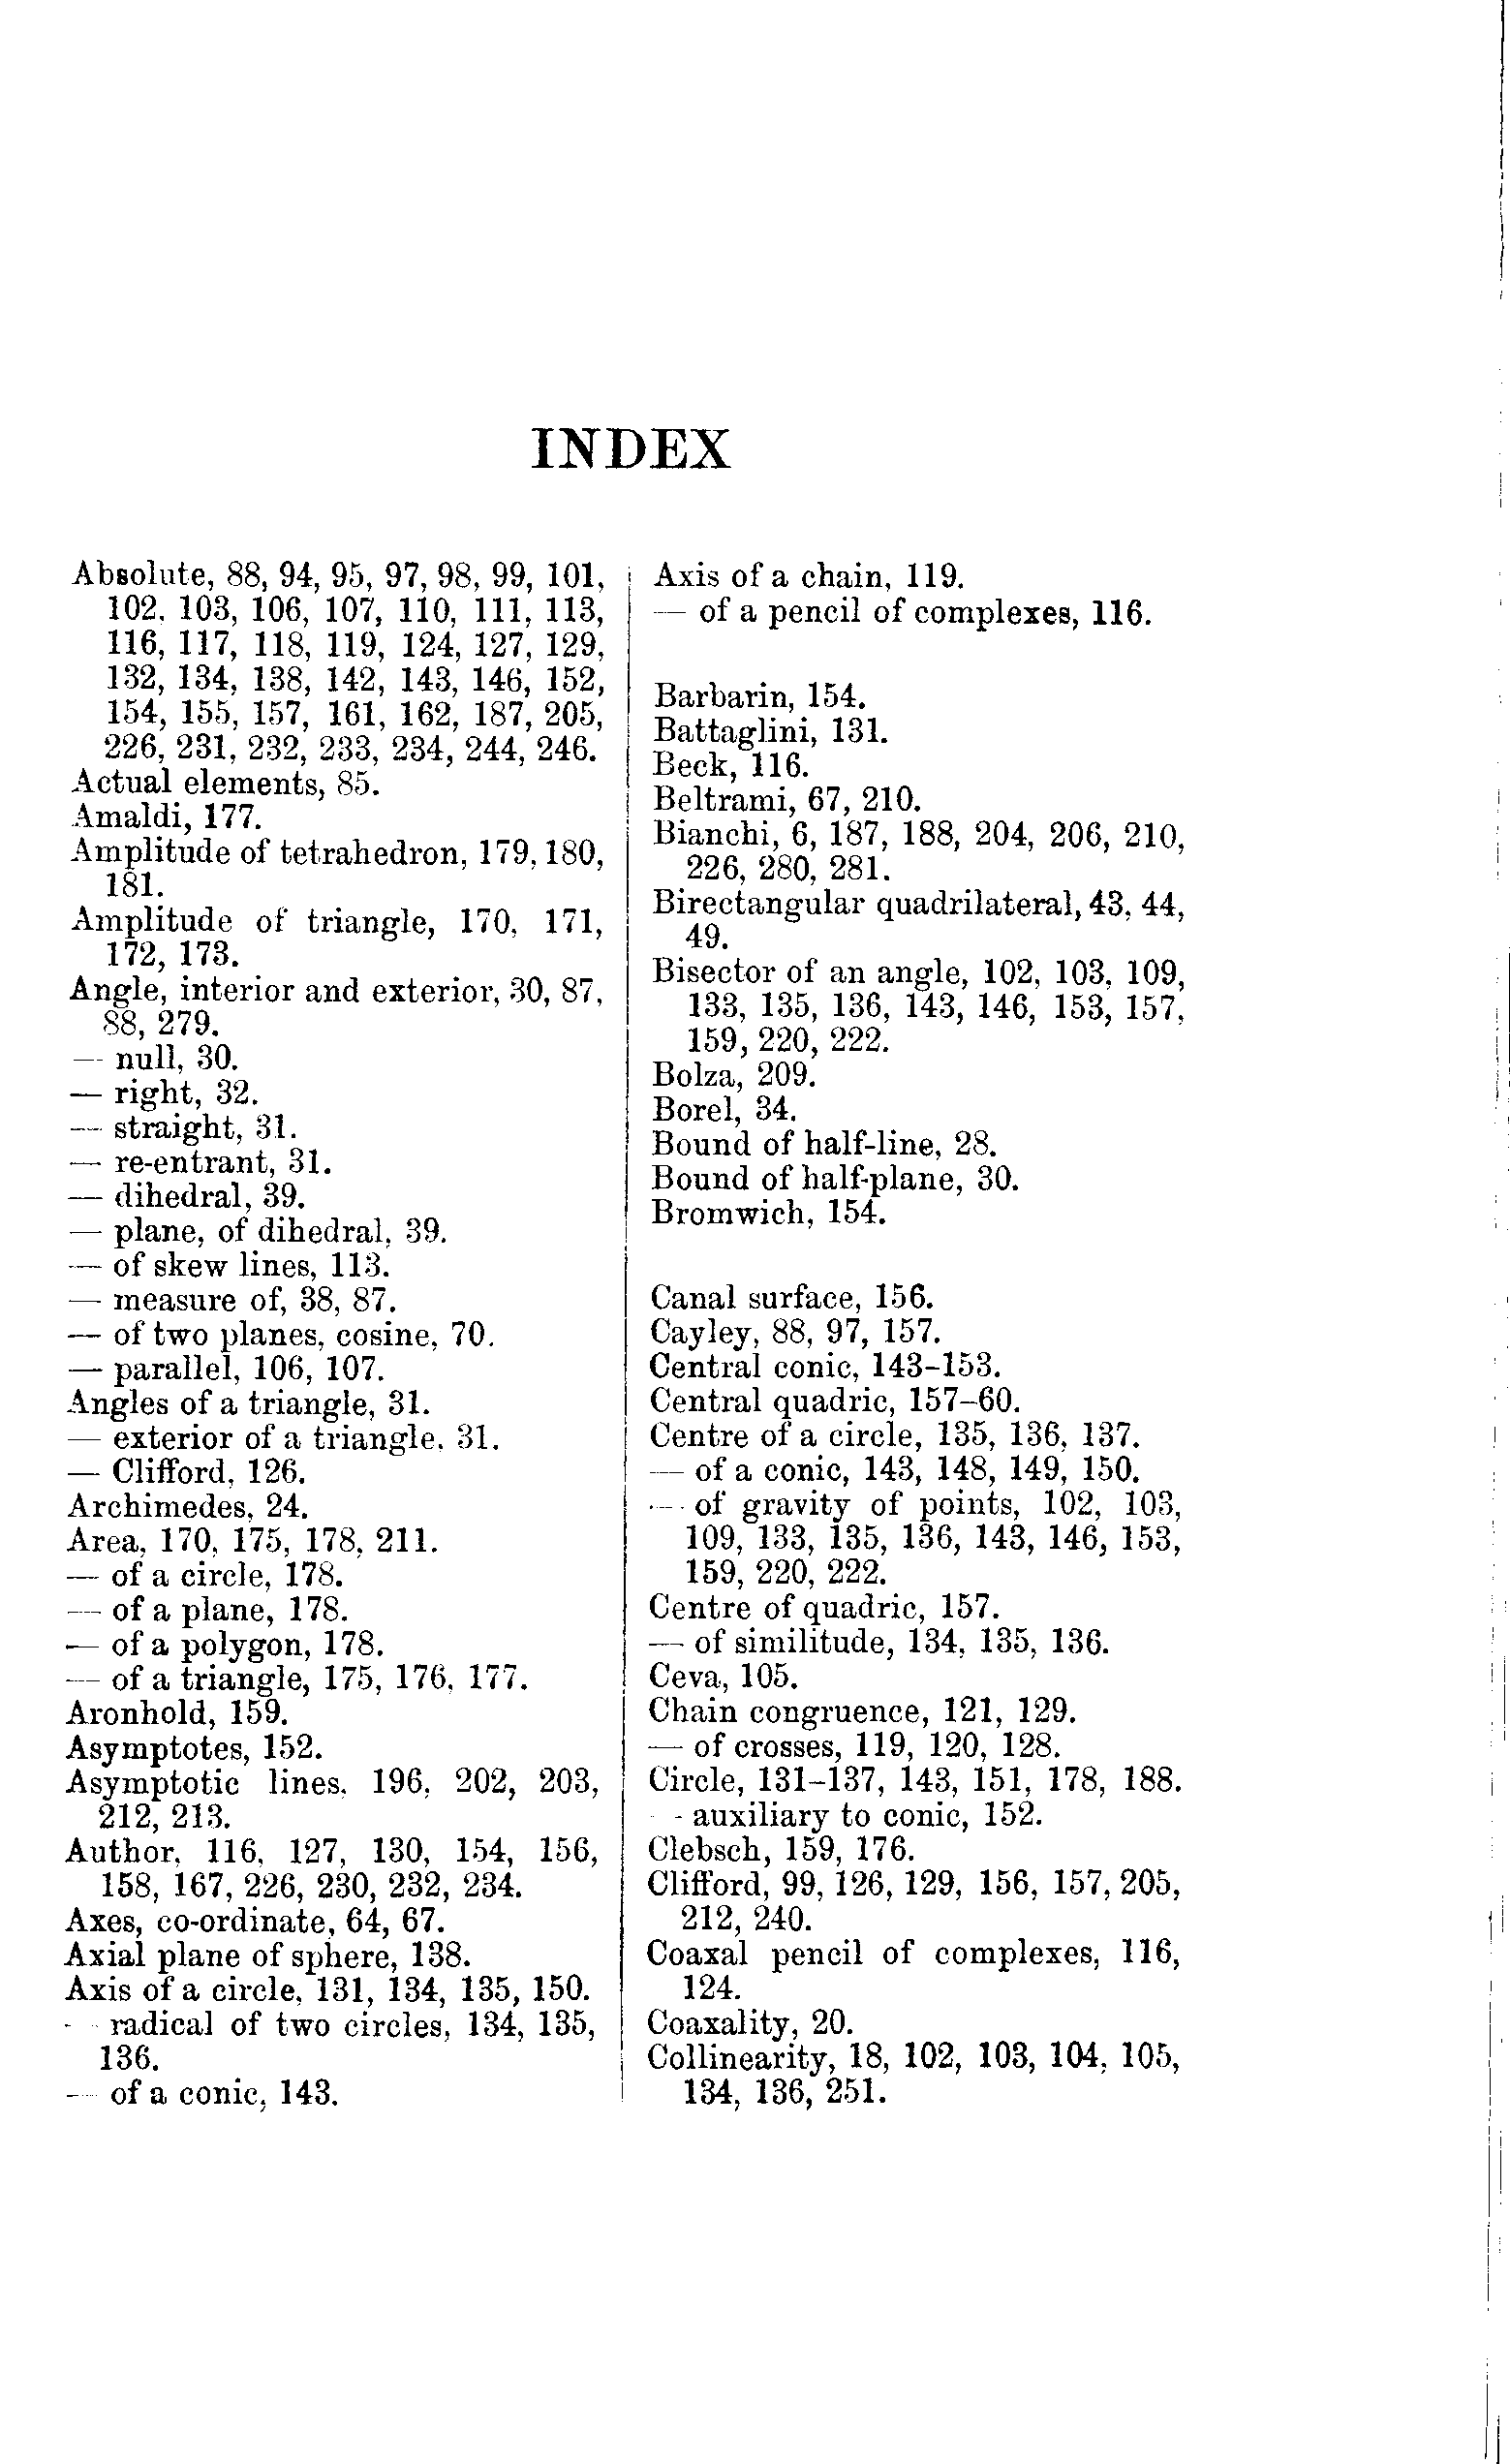 INDEX
Absolute, 88, 94, 95, 97, 98, 99, 101,
102, 103, 106, 107, 110, 111, 113,
116, 117, 118, 119, 124, 127, 129,
132, 134, 138, 142, 143, 146, 152,
154, 155, 157, 161, 162, 187, 205,
226, 231, 232, 233, 234, 244, 246.
Actual elements, 85.
Amaldi, 177.
Amplitude of tetrahedron, 179, 180,
181.
Amplitude of triangle, 170, 171,
172, 173.
Angle, interior and exterior, 30, 87,
88, 279.
— null, 30.
— right, 32.
— straight, 31.
— re-entrant, 31.
— dihedral, 39.
— plane, of dihedral, 39.
— of skew lines, 113.
— measure of, 38, 87.
— of two planes, cosine, 70.
— parallel, 106, 107.
Angles of a triangle, 31.
— exterior of a triangle, 31.
— Clifford, 126.
Archimedes, 24.
Area, 170, 175, 178, 211.
— of a circle, 178.
— of a plane, 178.
— of a polygon, 178.
— of a triangle, 175, 176, 177.
Aronhold, 159.
Asymptotes, 152.
Asymptotic lines, 196, 202, 203,
212, 213.
Author, 116, 127, 130, 154, 156,
158, 167, 226, 230, 232, 234.
Axes, co-ordinate, 64, 67.
Axial plane of sphere, 138.
Axis of a circle, 131, 134, 135, 150.
— radical of two circles, 134, 135,
136.
— of a conic, 143.
Axis of a chain, 119.
— of a pencil of complexes, 116.
Barbarin, 154.
Battaglini, 131.
Beck, 116.
Beltrami, 67, 210.
Bianchi, 6, 187, 188, 204, 206, 210,
226, 280, 281.
Birectangular quadrilateral, 43, 44,
49.
Bisector of an angle, 102, 103, 109,
133, 135, 136, 143, 146, 153, 157,
159, 220, 222.
Bolza, 209.
Borel, 34.
Bound of half-line, 28.
Bound of half-plane, 30.
Bromwich, 154.
Canal surface, 156.
Cayley, 88, 97, 157.
Central conic, 143–153.
Central quadric, 157–60.
Centre of a circle, 135, 136, 137.
— of a conic, 143, 148, 149, 150.
— of gravity of points, 102, 103,
109, 133, 135, 136, 143, 146, 153,
159, 220, 222.
Centre of quadric, 157.
— of similitude, 134, 135, 136.
Ceva, 105.
Chain congruence, 121, 129.
— of crosses, 119, 120, 128.
Circle, 131–137, 143, 151, 178, 188.
— auxiliary to conic, 152.
Clebsch, 159, 176.
Clifford, 99, 126, 129, 156, 157, 205,
212, 240.
Coaxal pencil of complexes, 116,
124.
Coaxality, 20.
Collinearity, 18, 102, 103, 104, 105,
134, 136, 251.